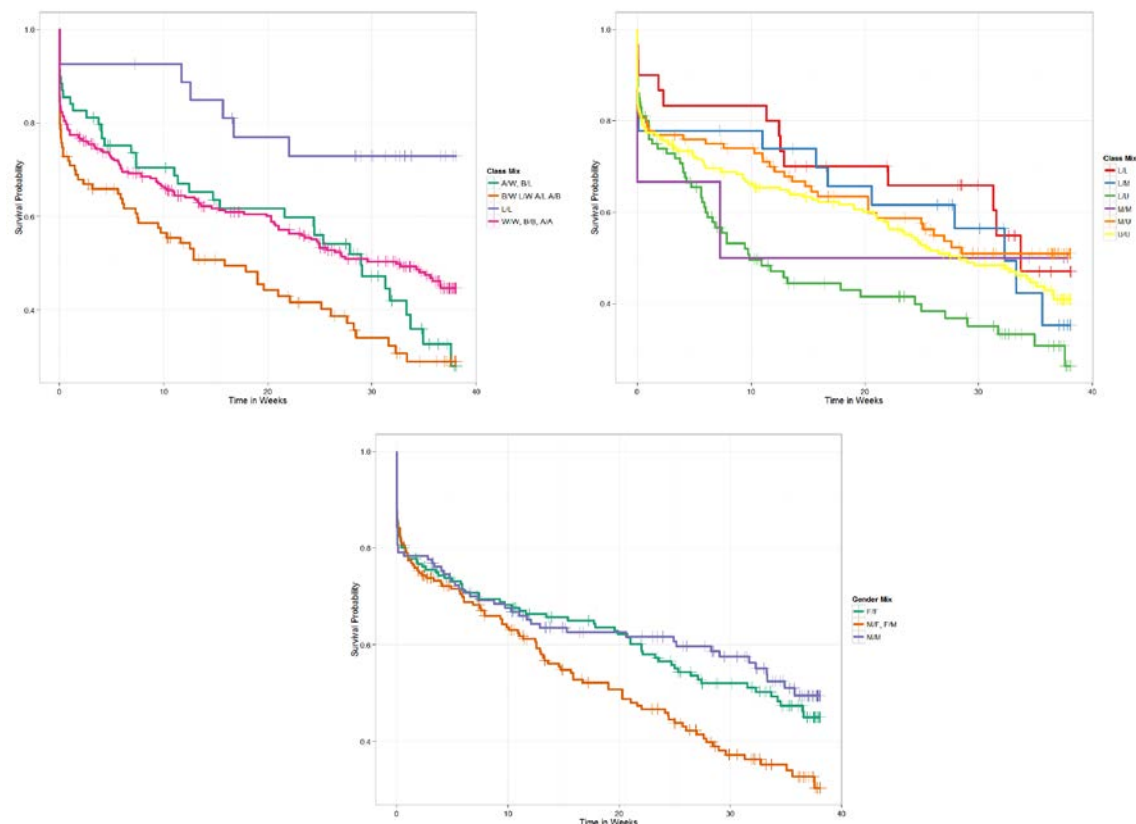 1.0
0.8
0.6
0.4
Survival Probability
0
10
20
30
40
Time in Weeks
Class Mix
A/W, B/L
B/W L/W A/L A/B
L/L
W/W, B/B, A/A
1.0
0.8
0.6
0.4
Survival Probability
0
10
20
30
40
Time in Weeks
Class Mix
L/L
L/M
L/U
M/M
M/U
U/U
1.0
0.8
0.6
0.4
Survival Probability
0
10
20
30
40
Time in Weeks
Gender Mix
F/F
M/F, F/M
M/M